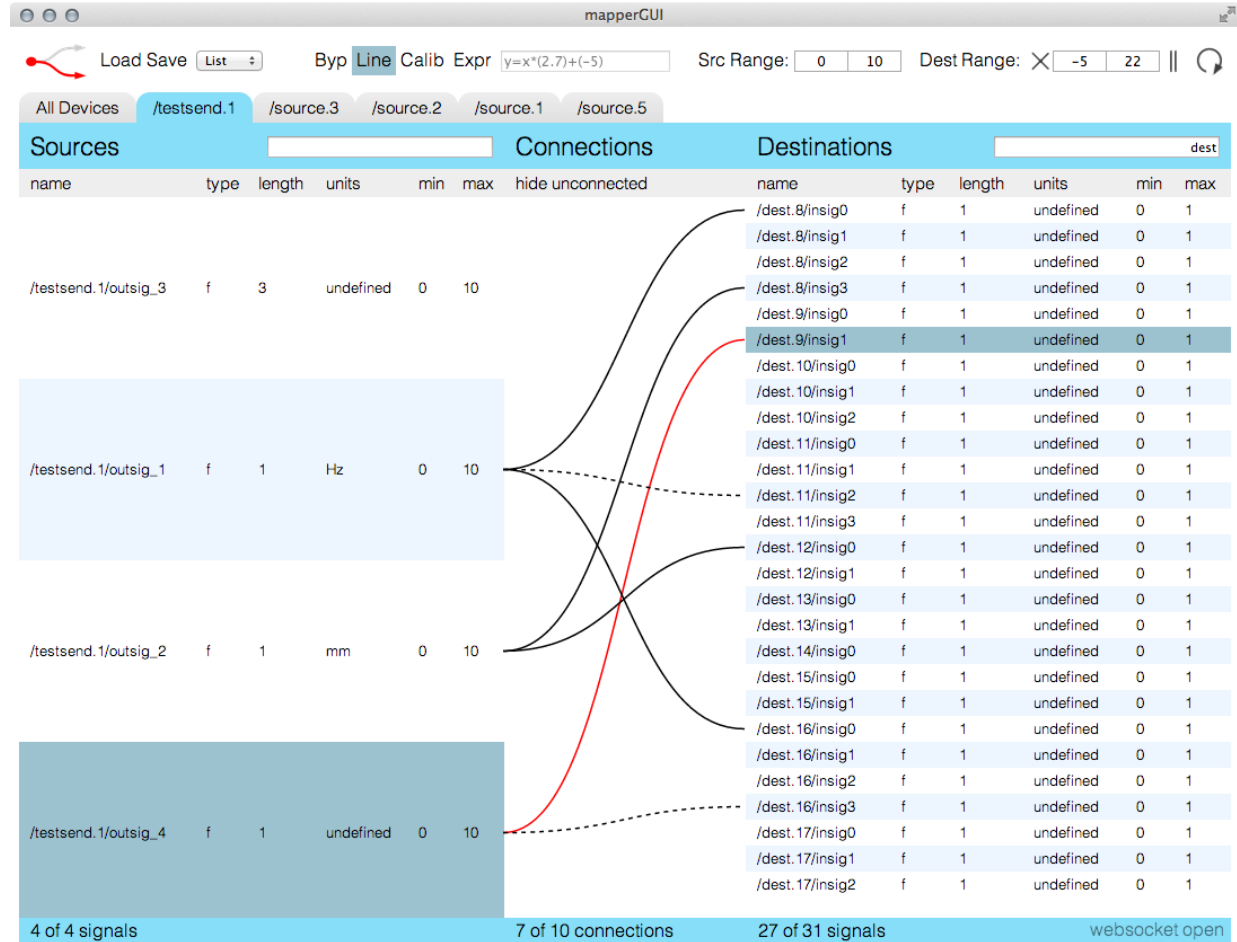 mapperGUI
Load Save List Byp Line Calib Expr y=x*(2.7)+(-5) Src Range: 0 10 Dest Range: -5 22
All Devices /testsend.1 /source.3 /source.2 /source.1 /source.5
Sources Connections Destinations dest
name type length units min max hide unconnected name type length units min max
/dest.8/insig0 f 1 undefined 0 1
/dest.8/insig1 f 1 undefined 0 1
/dest.8/insig2 f 1 undefined 0 1
/testsend.1/outsig_3 f 3 undefined 0 10 /dest.8/insig3 f 1 undefined 0 1
/dest.9/insig0 f 1 undefined 0 1
/dest.9/insig1 f 1 undefined 0 1
/dest.10/insig0 f 1 undefined 0 1
/dest.10/insig1 f 1 undefined 0 1
/dest.10/insig2 f 1 undefined 0 1
/dest.11/insig0 f 1 undefined 0 1
/testsend.1/outsig_1 f 1 Hz 0 10 /dest.11/insig1 f 1 undefined 0 1
/dest.11/insig2 f 1 undefined 0 1
/dest.11/insig3 f 1 undefined 0 1
/dest.12/insig0 f 1 undefined 0 1
/dest.12/insig1 f 1 undefined 0 1
/dest.13/insig0 f 1 undefined 0 1
/dest.13/insig1 f 1 undefined 0 1
/testsend.1/outsig_2 f 1 mm 0 10 /dest.14/insig0 f 1 undefined 0 1
/dest.15/insig0 f 1 undefined 0 1
/dest.15/insig1 f 1 undefined 0 1
/dest.16/insig0 f 1 undefined 0 1
/dest.16/insig1 f 1 undefined 0 1
/dest.16/insig2 f 1 undefined 0 1
/dest.16/insig3 f 1 undefined 0 1
/testsend.1/outsig_4 f 1 undefined 0 10 /dest.17/insig0 f 1 undefined 0 1
/dest.17/insig1 f 1 undefined 0 1
/dest.17/insig2 f 1 undefined 0 1
4 of 4 signals 7 of 10 connections 27 of 31 signals websocket open